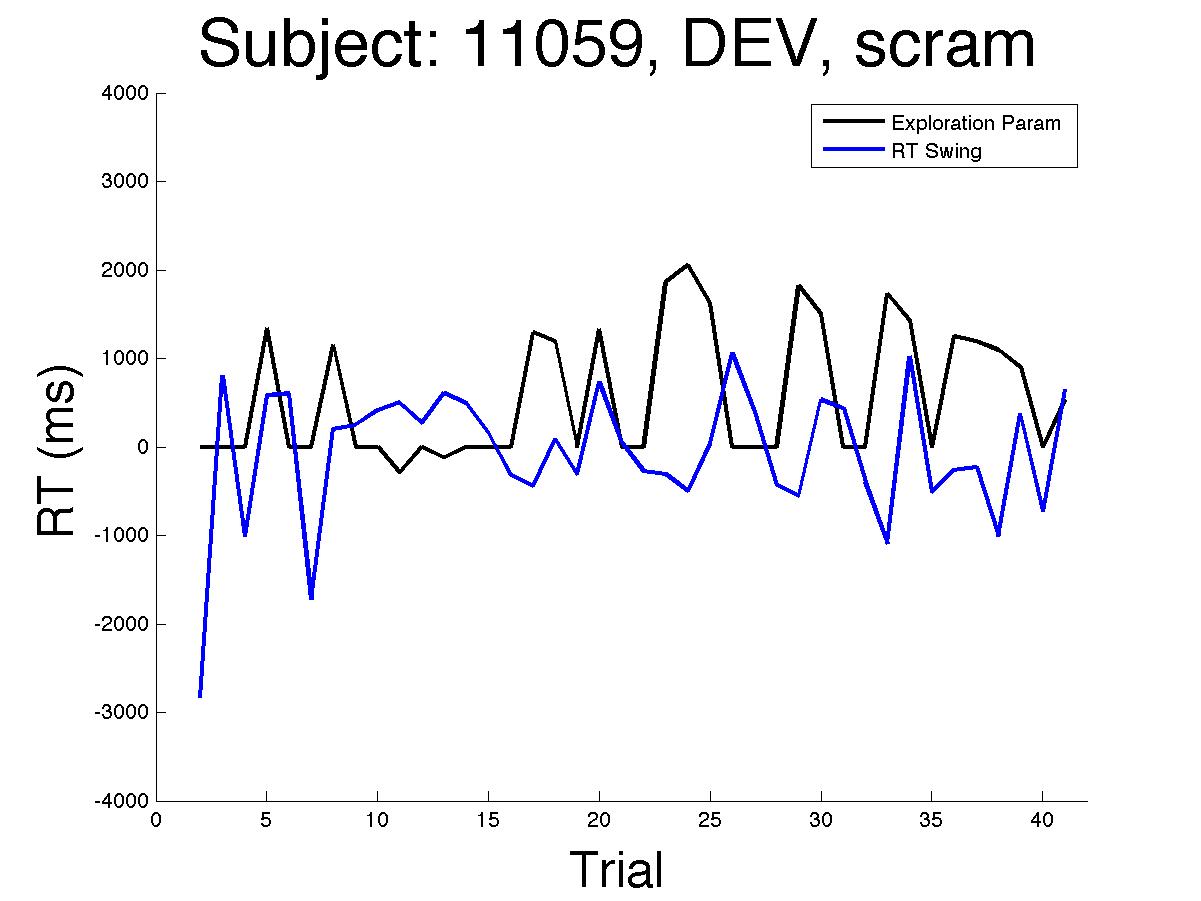 Subject: 11059, DEV, scram
4000
3000
2000
1000
0
-1000
-2000
-3000
-4000
RT (ms)
Exploration Param
RT Swing
0 5 10 15 20 25 30 35 40
Trial